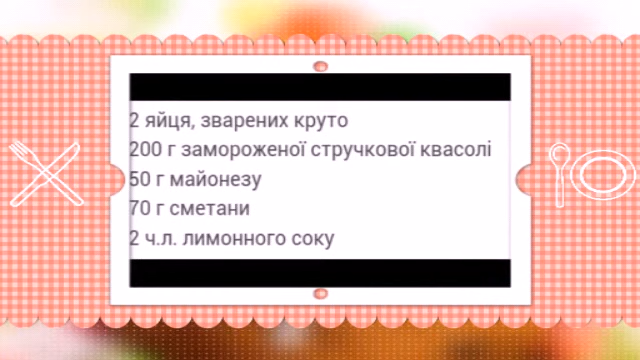 2 яйця, зварених круто
200 г замороженої стручкової квасолі
50 г майонезу
70 г сметани
2 ч.л. лимонного соку